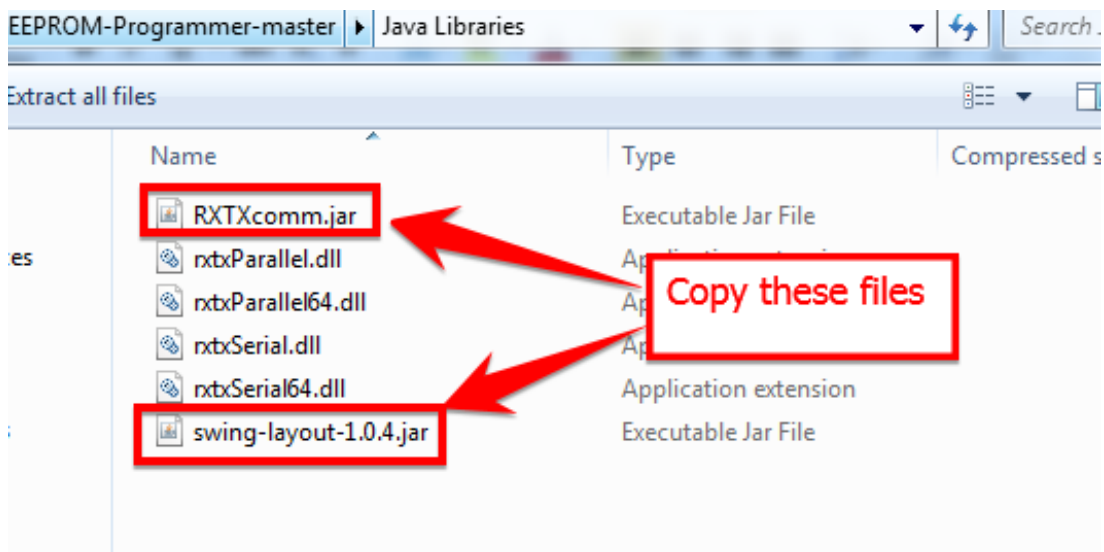 EEPROM-Programmer-master Java Libraries Search
Extract all files
Name Type Compressed s
RXTXcomm.jar Executable Jar File
es rxtxParallel.dll
rxtxParallel64.dll
rxtxSerial.dll
rxtxSerial64.dll Application extension
swing-layout-1.0.4.jar Executable Jar File
Copy these files